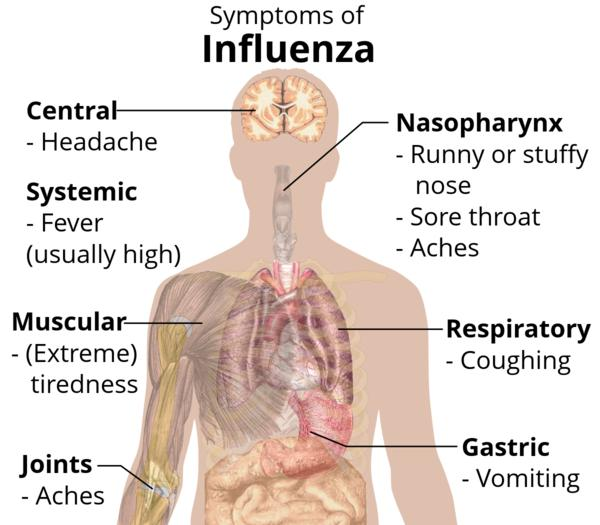 Symptoms of
Influenza
Central
- Headache
Systemic
- Fever
(usually high)
Muscular
- (Extreme)
tiredness
Joints
- Aches
Nasopharynx
- Runny or stuffy
nose
- Sore throat
- Aches
Respiratory
- Coughing
Gastric
- Vomiting